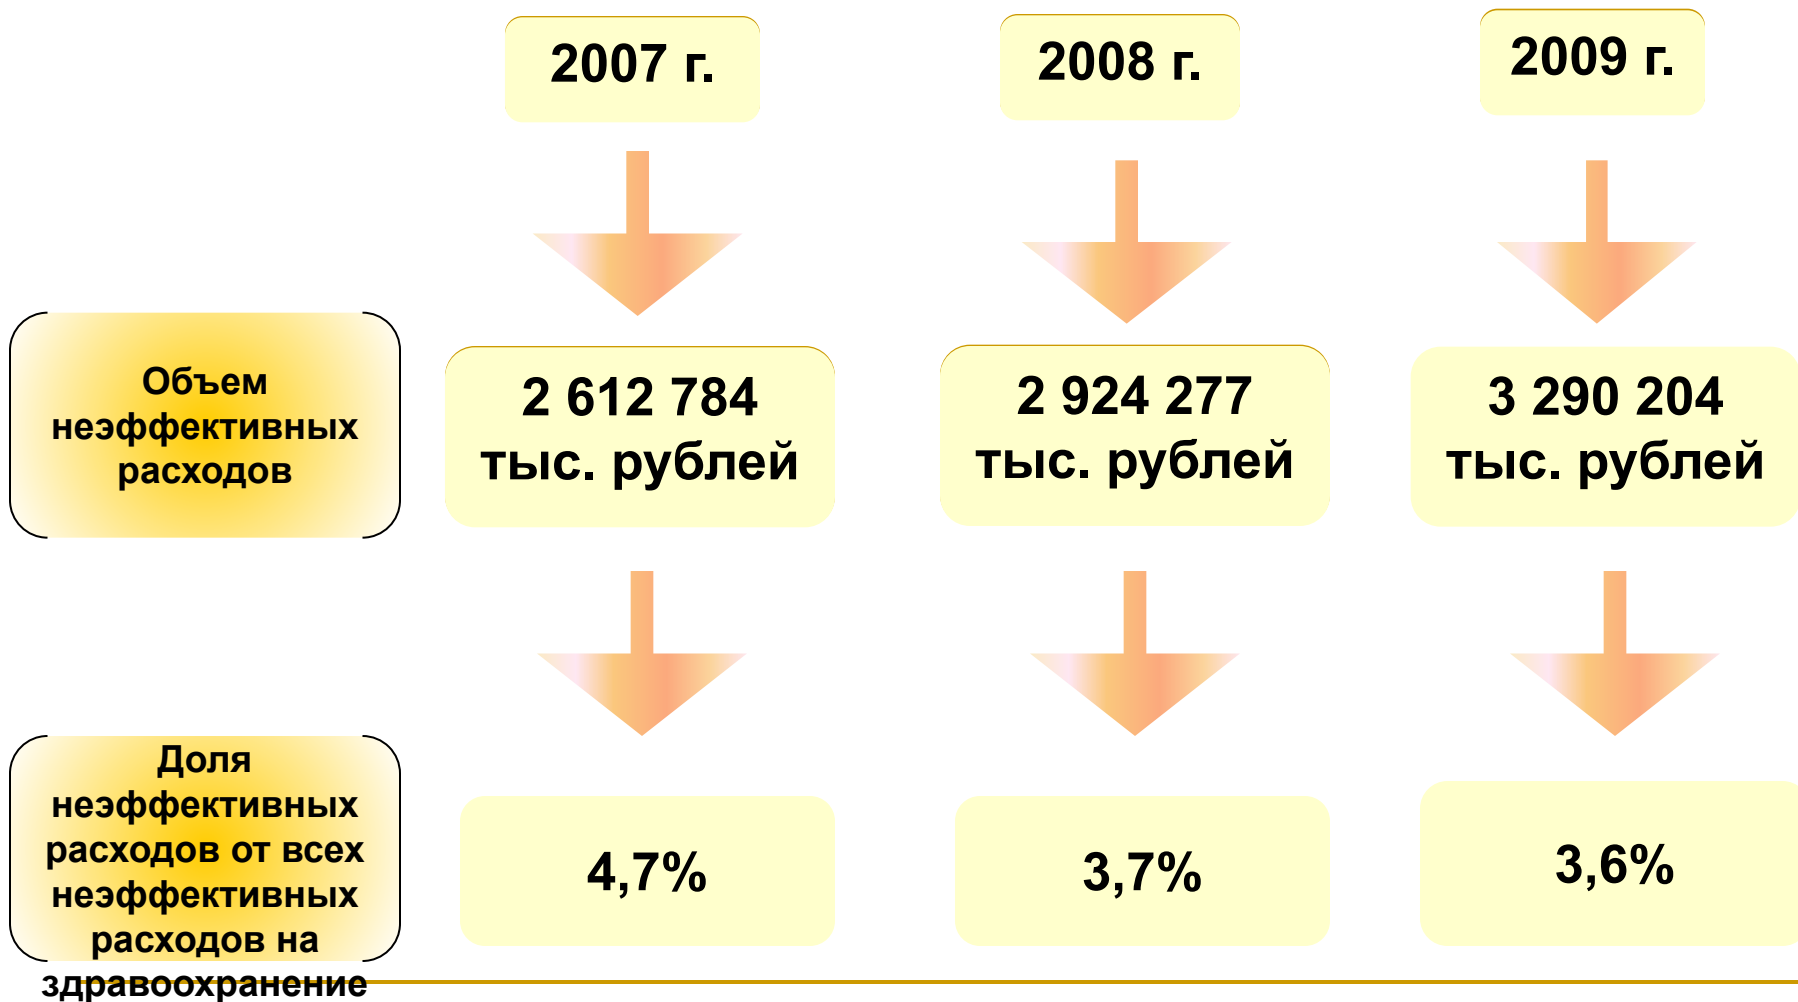 2007 г.
2008 г.
2009 г.
Объем
неэффективных
расходов
2 612 784
тыс. рублей
2 924 277
тыс. рублей
3 290 204
тыс. рублей
Доля
неэффективных
расходов от всех
неэффективных
расходов на
здравоохранение
4,7%
3,7%
3,6%